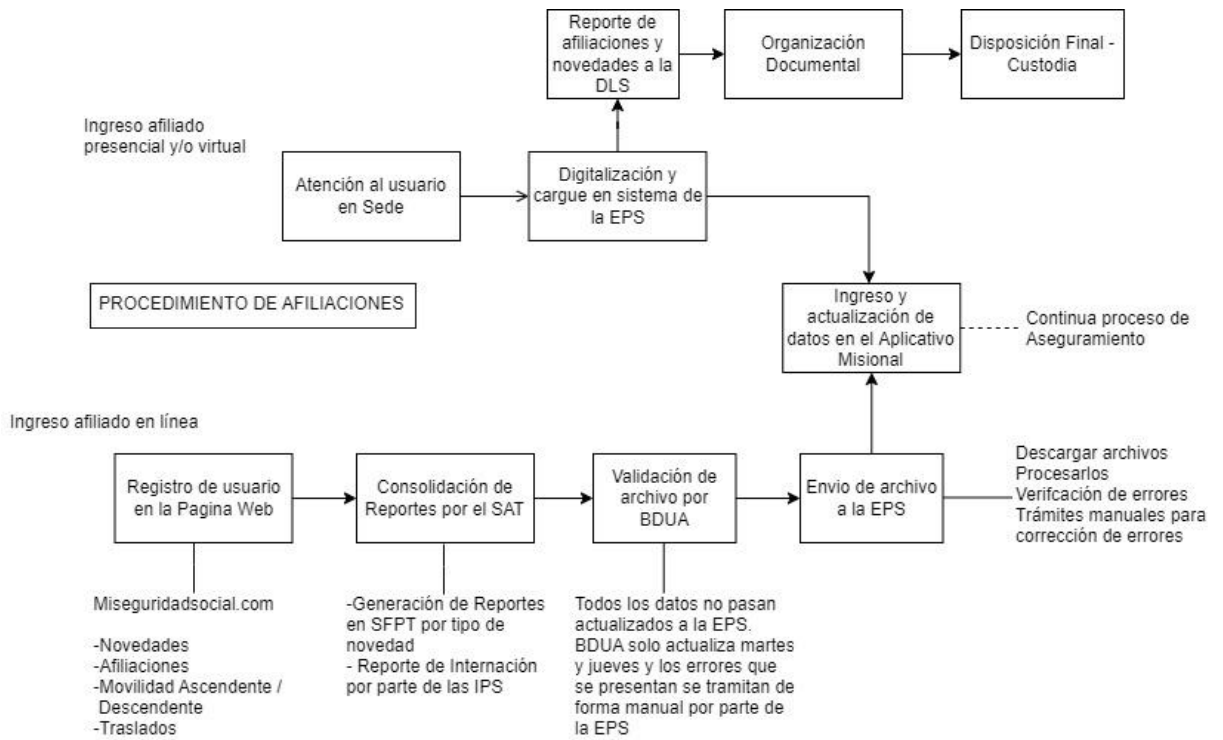 Reporte de
afiliaciones y
novedades a la
DLS
Organización
Documental
Disposición Final -
Custodia
Ingreso afiliado
presencial y/o virtual
Atención al usuario
en Sede
Digitalización y
cargue en sistema de
la EPS
PROCEDIMIENTO DE AFILIACIONES
Ingreso y
actualización de
datos en el Aplicativo
Misional
Continua proceso de
Aseguramiento
Ingreso afiliado en línea
Registro de usuario
en la Pagina Web
Consolidación de
Reportes por el SAT
Validación de
archivo por
BDUA
Envio de archivo
a la EPS
Descargar archivos
Procesarlos
Verifcación de errores
Trámites manuales para
corrección de errores
Miseguridadsocial.com
-Novedades
-Afiliaciones
-Movilidad Ascendente /
Descendente
-Traslados
-Generación de Reportes
en SFPT por tipo de
novedad
- Reporte de Internación
por parte de las IPS
Todos los datos no pasan
actualizados a la EPS.
BDUA solo actualiza martes
y jueves y los errores que
se presentan se tramitan de
forma manual por parte de
la EPS